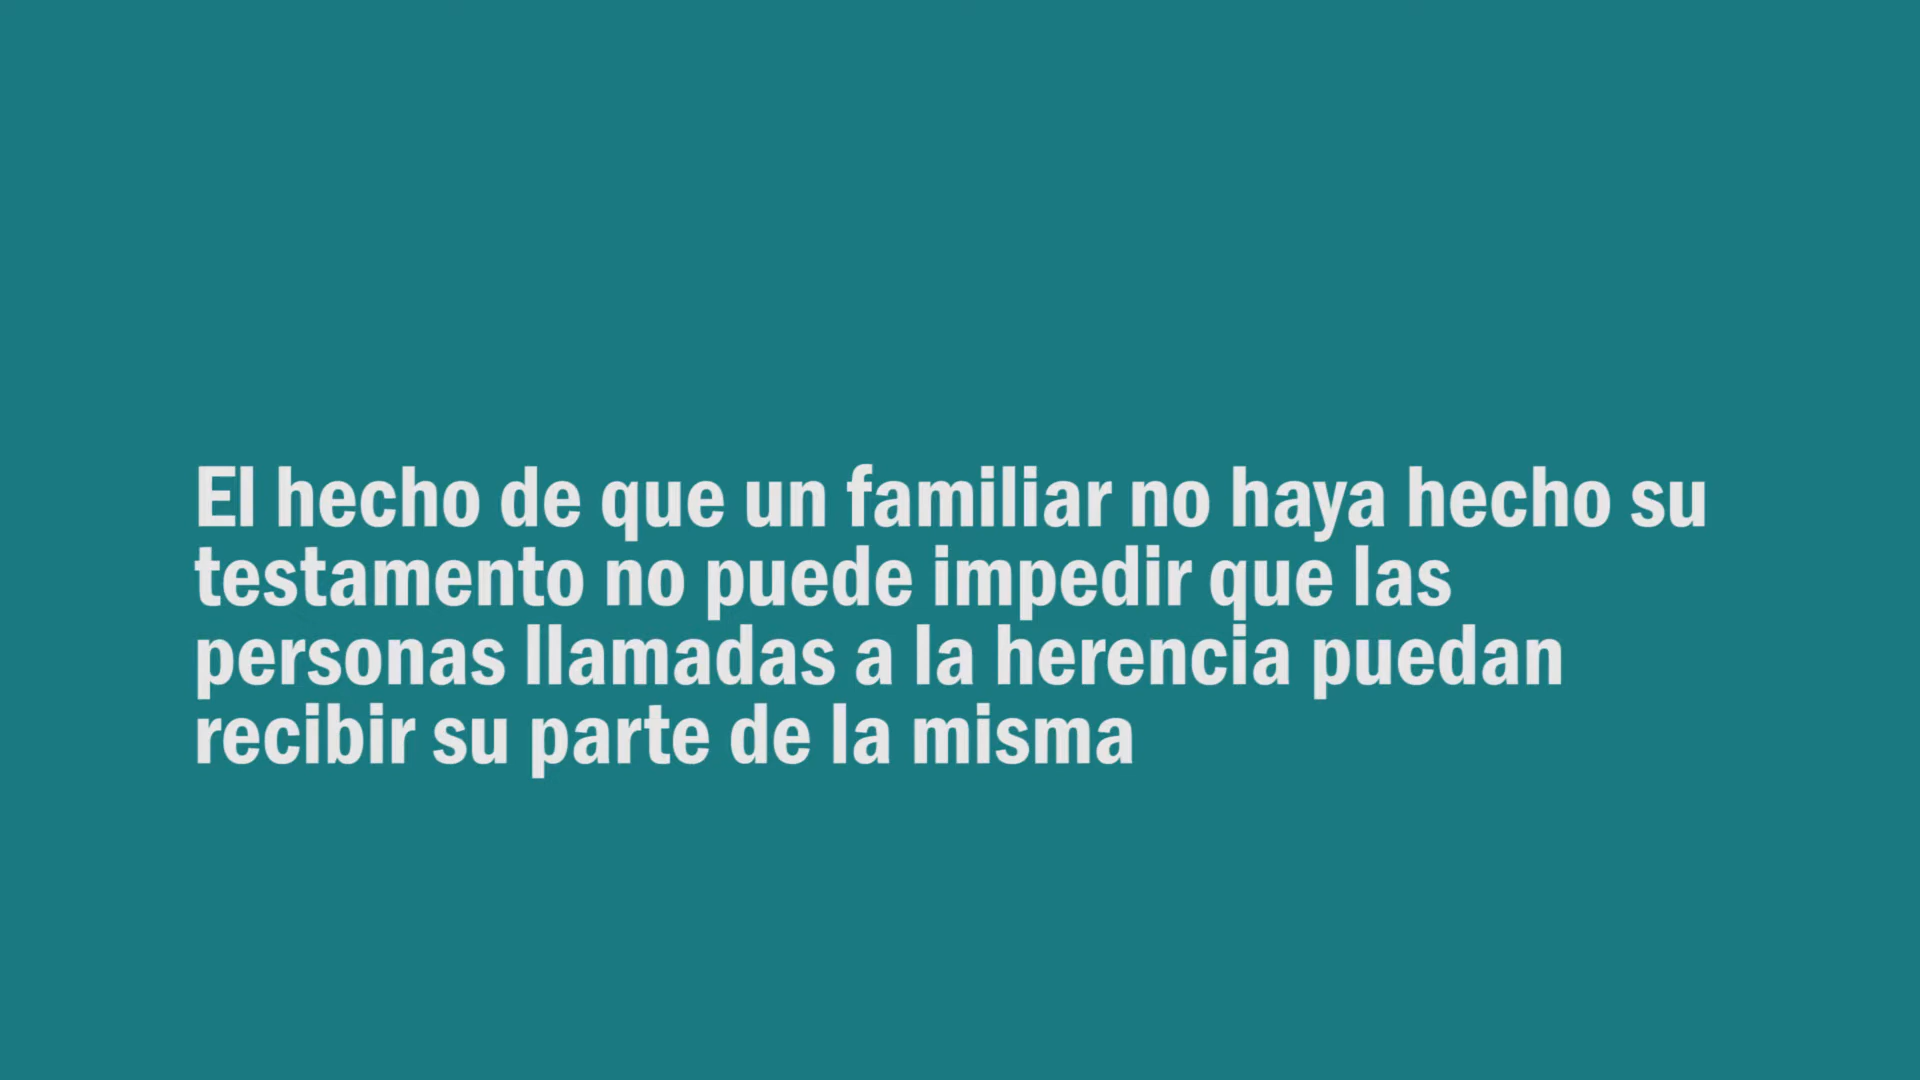 El hecho de que un familiar no haya hecho su
testamento no puede impedir que las
personas llamadas a la herencia puedan
recibir su parte de la misma